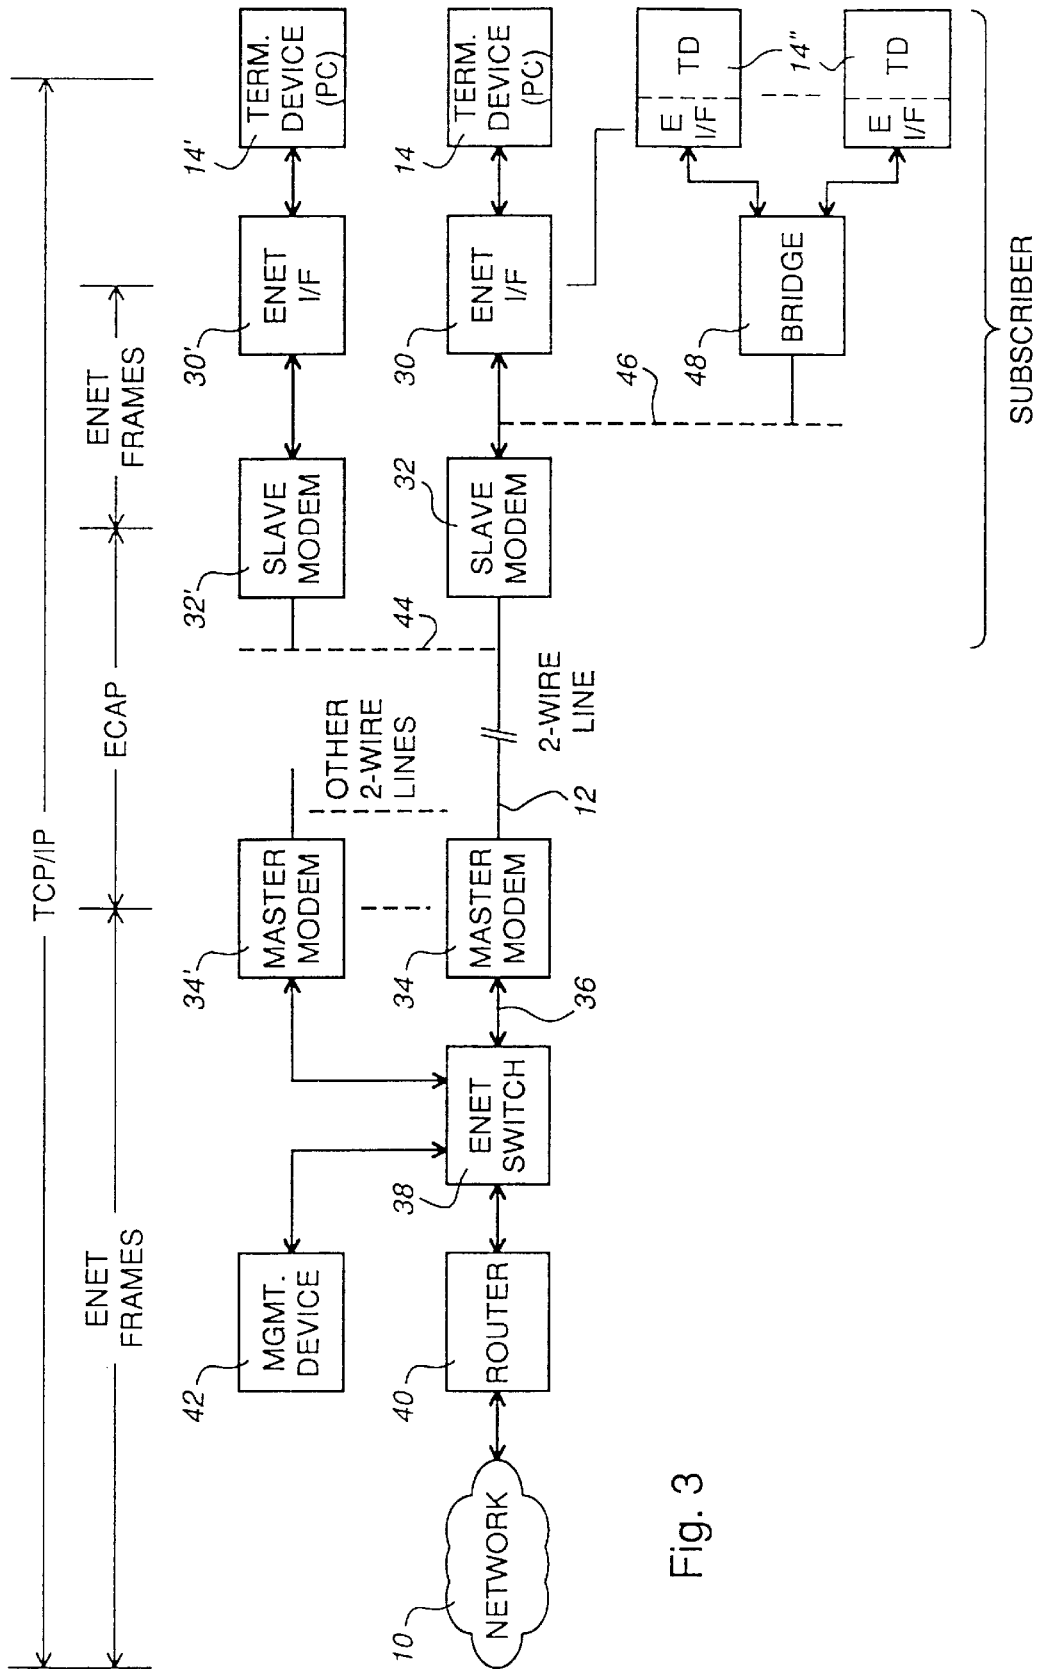 TCP/IP
ENET
FRAMES
ECAP
ENET
FRAMES
42
MGMT.
DEVICE
34'
MASTER
MODEM
OTHER
2-WIRE
LINES
32'
SLAVE
MODEM
30'
ENET
I/F
14'
TERM.
DEVICE
(PC)
10
NETWORK
40
ROUTER
38
ENET
SWITCH
36
34
MASTER
MODEM
12
2-WIRE
LINE
44
32
SLAVE
MODEM
30
ENET
I/F
14
TERM.
DEVICE
(PC)
46
48
BRIDGE
E
I/F
TD
14"
E
I/F
TD
SUBSCRIBER
Fig. 3